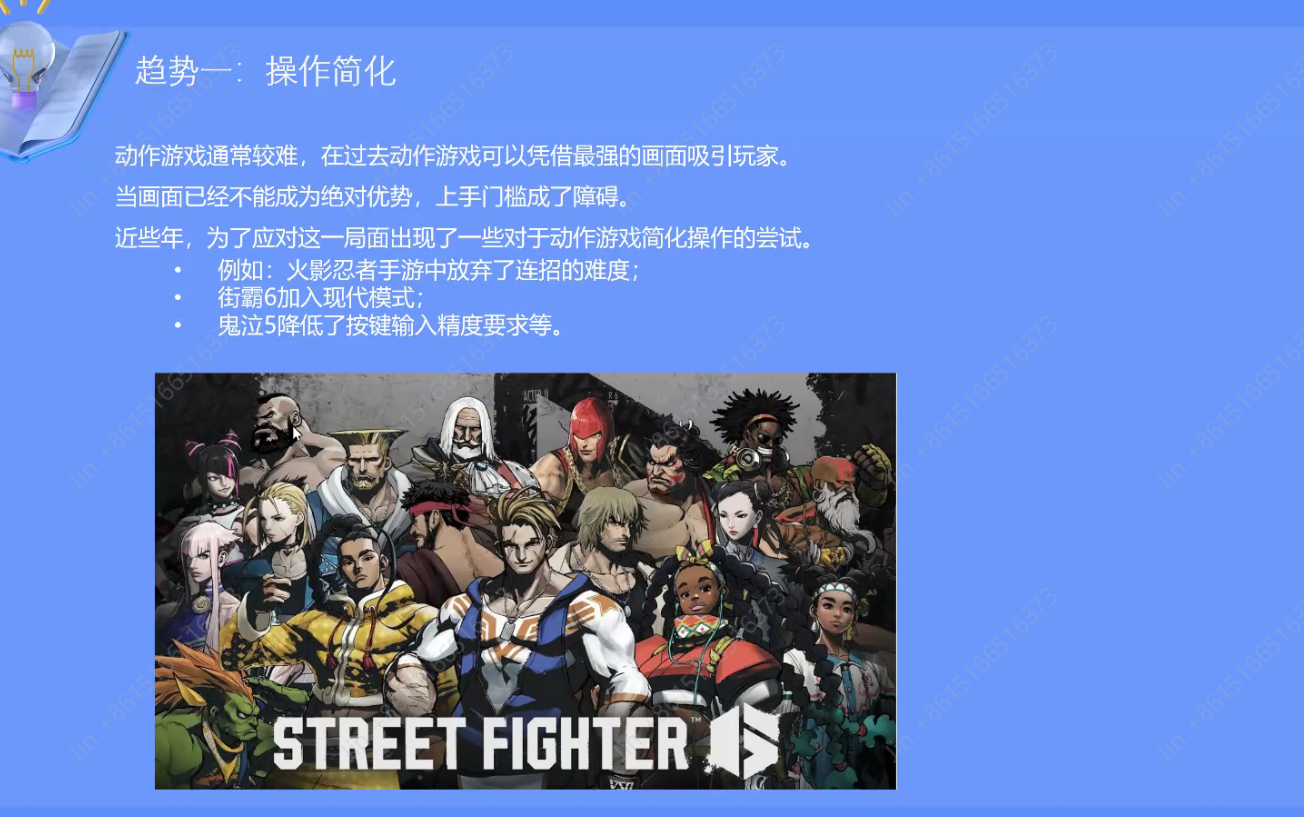 趋势一：操作简化
动作游戏通常较难，在过去动作游戏可以凭借最强的画面吸引玩家。
当画面已经不能成为绝对优势，上手门槛成了障碍。
近些年，为了应对这一局面出现了一些对于动作游戏简化操作的尝试。
• 例如：火影忍者手游中放弃了连招的难度；
• 街霸6加入现代模式；
• 鬼泣5降低了按键输入精度要求等。
STREET FIGHTER™ 6
Jin +8615166516373